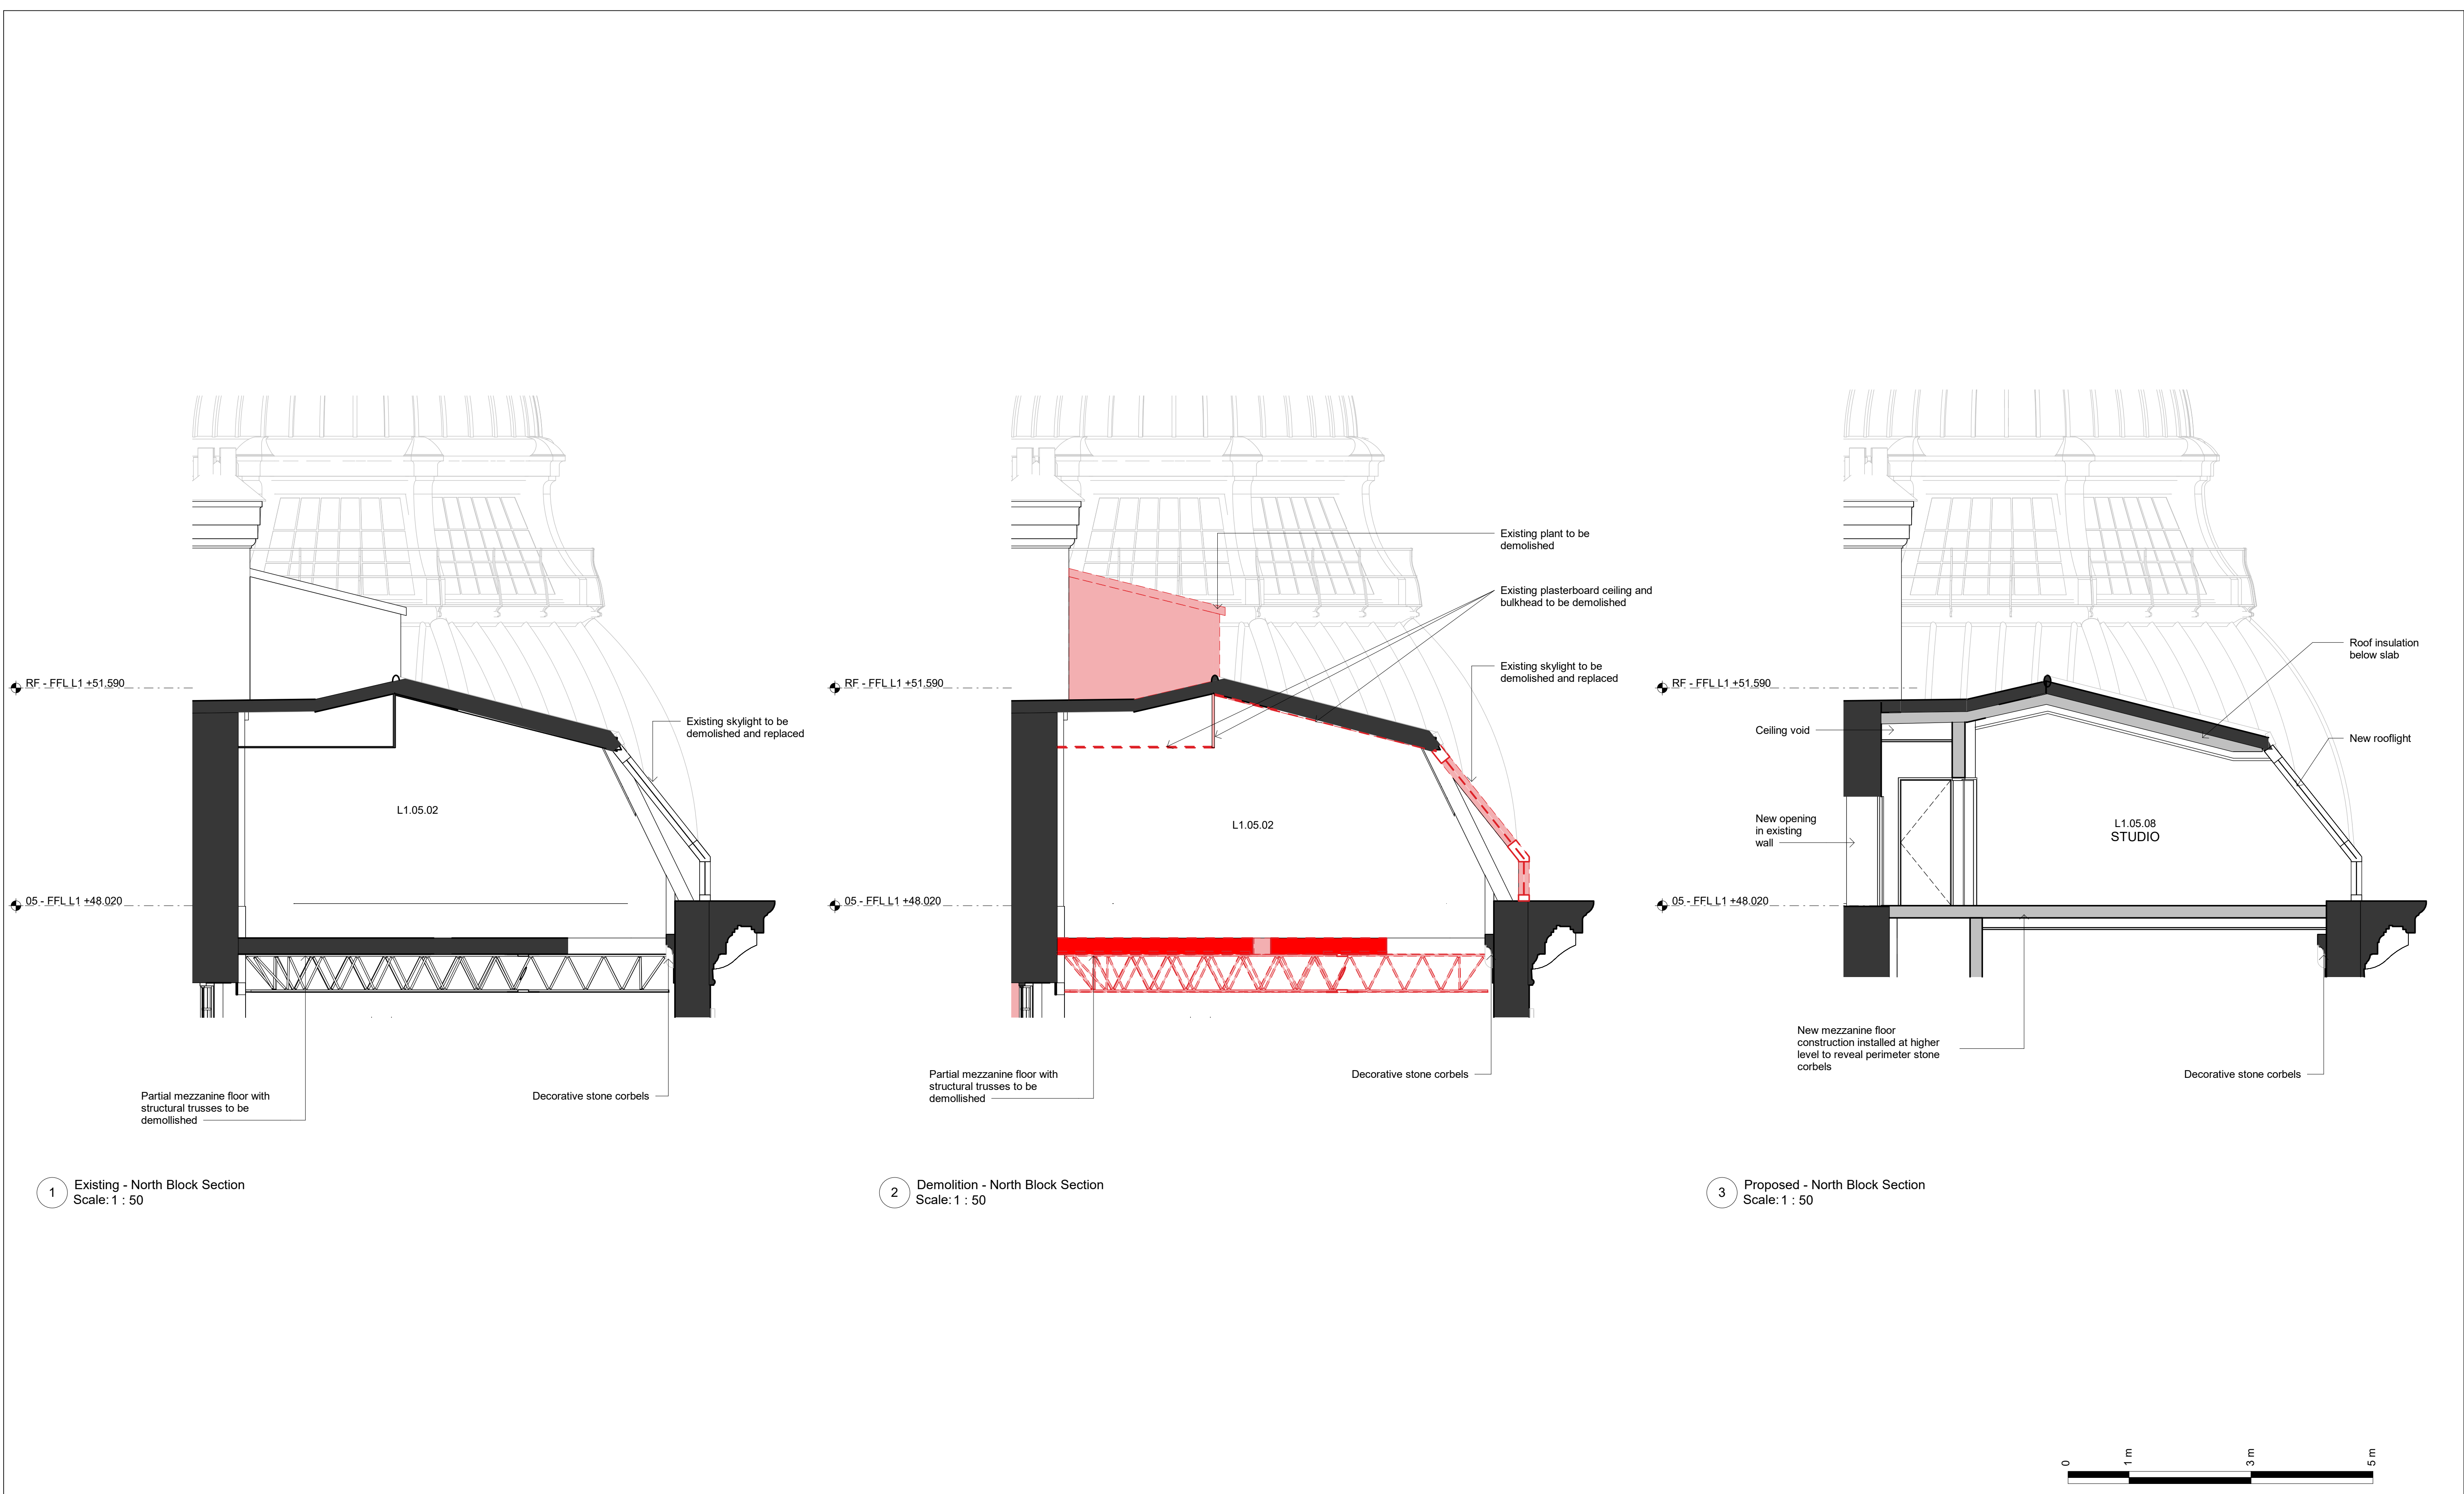 RF - FFL L1 +51.590
Existing skylight to be
demolished and replaced
L1.05.02
05 - FFL L1 +48.020
Partial mezzanine floor with
structural trusses to be
demollished
Decorative stone corbels
1
Existing - North Block Section
Scale: 1 : 50
Existing plant to be
demolished
Existing plasterboard ceiling and
bulkhead to be demolished
Existing skylight to be
demolished and replaced
RF - FFL L1 +51.590
L1.05.02
05 - FFL L1 +48.020
Partial mezzanine floor with
structural trusses to be
demollished
Decorative stone corbels
2
Demolition - North Block Section
Scale: 1 : 50
Roof insulation
below slab
RF - FFL L1 +51.590
Ceiling void
New rooflight
New opening
in existing
wall
L1.05.08
STUDIO
05 - FFL L1 +48.020
New mezzanine floor
construction installed at higher
level to reveal perimeter stone
corbels
Decorative stone corbels
3
Proposed - North Block Section
Scale: 1 : 50
0
1 m
3 m
5 m